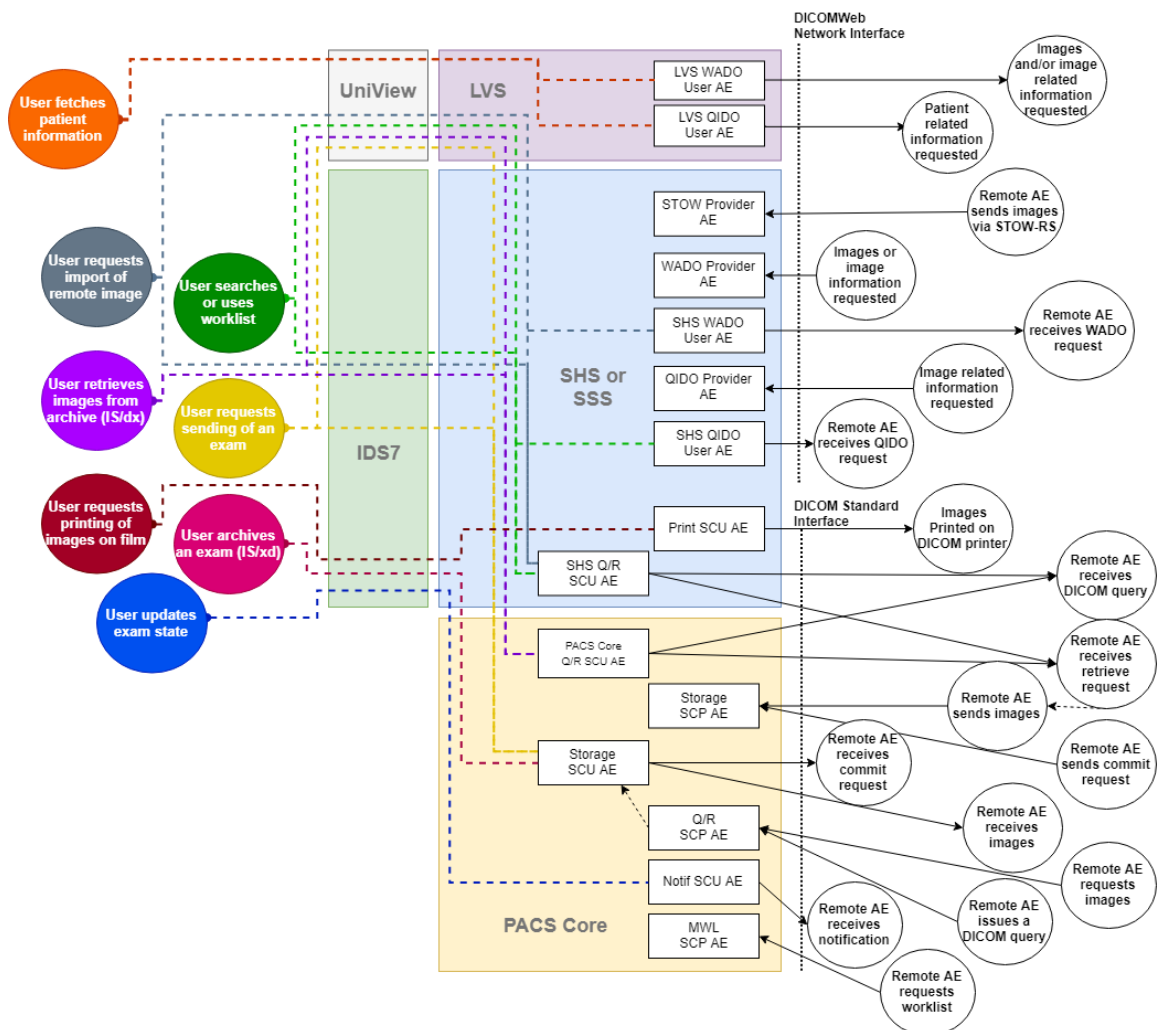 DICOMWeb
Network Interface
UniView
LVS
LVS WADO
User AE
LVS QIDO
User AE
Images
and/or image
related
information
requested
Patient
related
information
requested
User fetches
patient
information
STOW Provider
AE
Remote AE
sends images
via STOW-RS
User requests
import of
remote image
User searches
or uses
worklist
WADO Provider
AE
Images or
image
information
requested
SHS WADO
User AE
Remote AE
receives WADO
request
SHS or
SSS
QIDO Provider
AE
Image related
information
requested
User retrieves
images from
archive (IS/dx)
User requests
sending of an
exam
IDS7
SHS QIDO
User AE
Remote AE
receives QIDO
request
User requests
printing of
images on film
User archives
an exam (IS/xd)
DICOM Standard
Interface
Print SCU AE
Images
Printed on
DICOM printer
SHS Q/R
SCU AE
Remote AE
receives
DICOM query
User updates
exam state
PACS Core
Q/R SCU AE
Remote AE
receives
retrieve
request
Storage
SCP AE
Remote AE
sends images
Storage
SCU AE
Remote AE
receives
commit
request
Remote AE
sends commit
request
Q/R
SCP AE
Remote AE
receives
images
Notif SCU AE
Remote AE
requests
images
PACS Core
MWL
SCP AE
Remote AE
receives
notification
Remote AE
issues a
DICOM query
Remote AE
requests
worklist